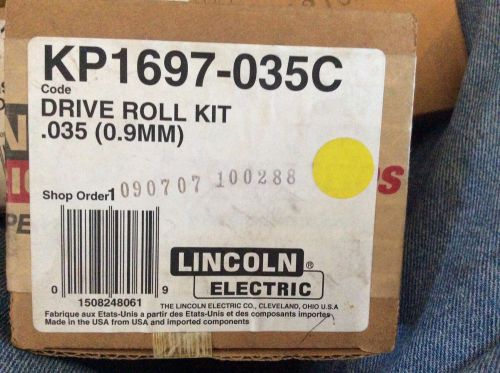 KP1697-035C
Code
DRIVE ROLL KIT
.035 (0.9MM)
Shop Order1 090707 100288
LINCOLN ®
ELECTRIC
0 9
1508248061
THE LINCOLN ELECTRIC CO., CLEVELAND, OHIO U.S.A
Fabrique aux Etats-Unis a partir des Etats-Unis et des composants importes
Made in the USA from USA and imported components